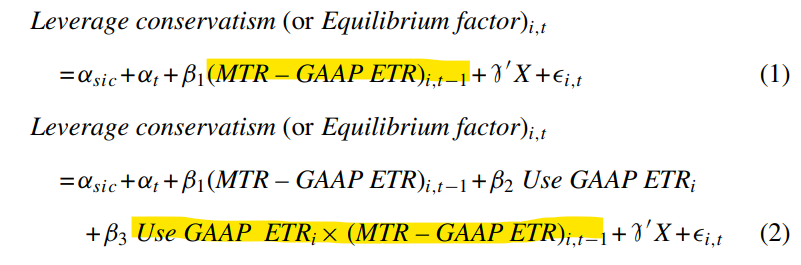 Leverage conservatism (or Equilibrium factor)i,t
=αsic+αt+β1(MTR – GAAP ETR)i,t−1+γ′X+ϵi,t (1)
Leverage conservatism (or Equilibrium factor)i,t
=αsic+αt+β1(MTR – GAAP ETR)i,t−1+β2 Use GAAP ETRi
+β3 Use GAAP ETRi× (MTR – GAAP ETR)i,t−1+γ′X+ϵi,t (2)